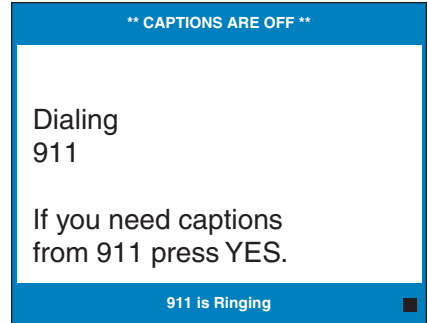 ** CAPTIONS ARE OFF **
Dialing
911
If you need captions
from 911 press YES.
911 is Ringing